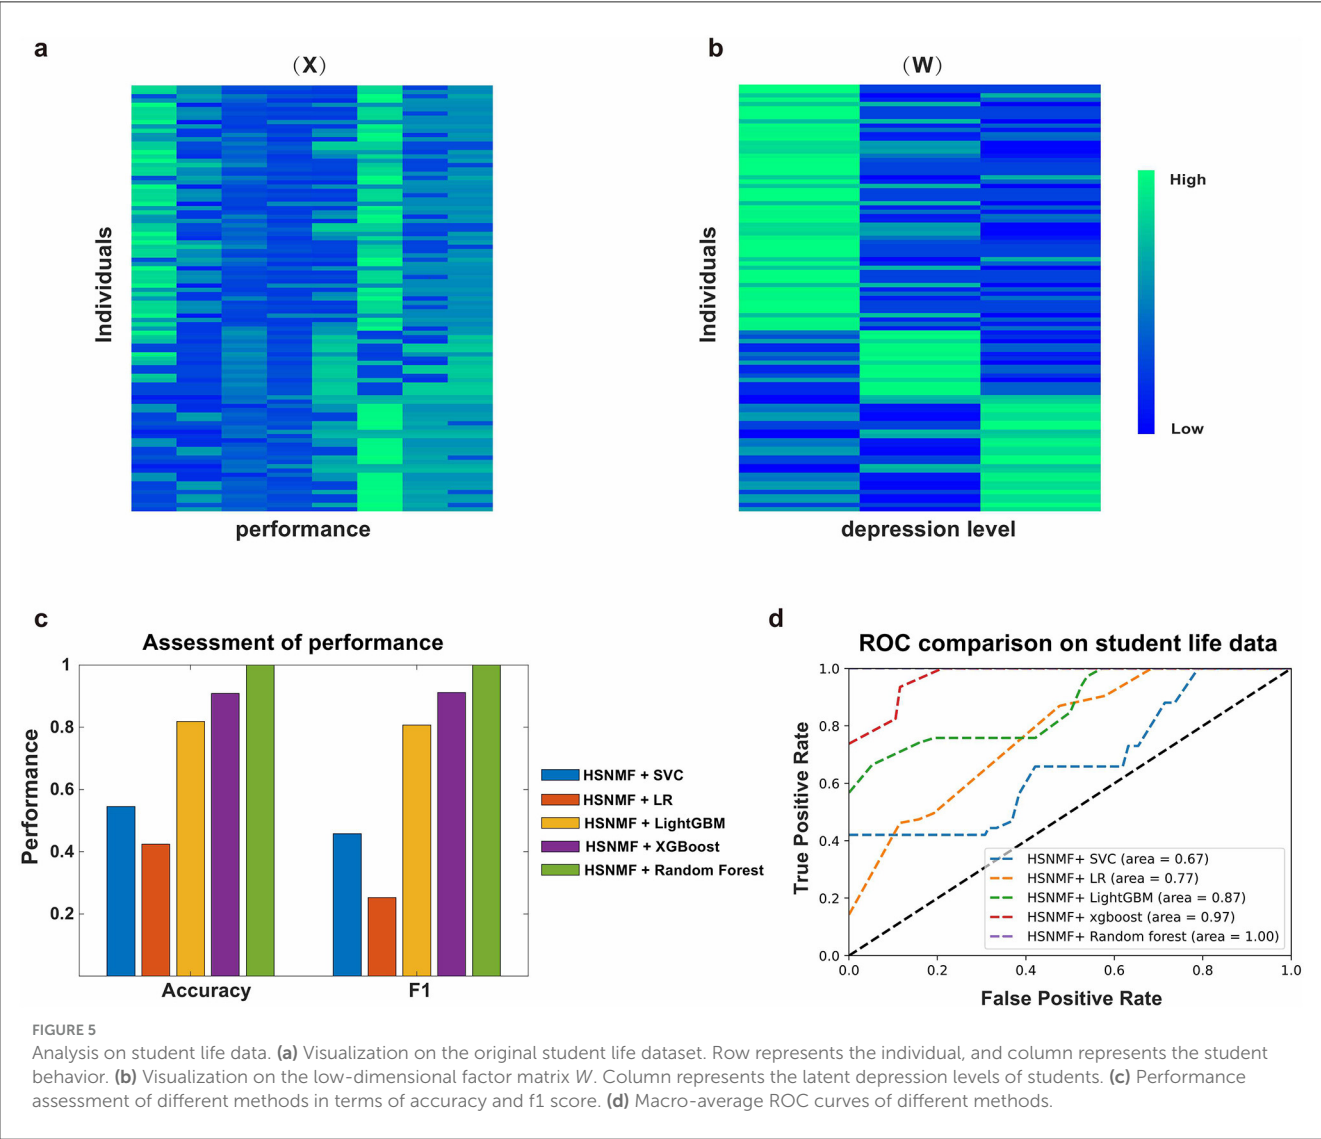 a
（X）
Individuals
performance
b
（W）
Individuals
depression level
High
Low
c
Assessment of performance
Performance
1
0.8
0.6
0.4
0.2
Accuracy
F1
HSNMF + SVC
HSNMF + LR
HSNMF + LightGBM
HSNMF + XGBoost
HSNMF + Random Forest
d
ROC comparison on student life data
True Positive Rate
1.0
0.8
0.6
0.4
0.2
0.0
HSNMF+ SVC (area = 0.67)
HSNMF+ LR (area = 0.77)
HSNMF+ LightGBM (area = 0.87)
HSNMF+ xgboost (area = 0.97)
HSNMF+ Random forest (area = 1.00)
0.0 0.2 0.4 0.6 0.8 1.0
False Positive Rate
FIGURE 5
Analysis on student life data. (a) Visualization on the original student life dataset. Row represents the individual, and column represents the student
behavior. (b) Visualization on the low-dimensional factor matrix W. Column represents the latent depression levels of students. (c) Performance
assessment of different methods in terms of accuracy and f1 score. (d) Macro-average ROC curves of different methods.